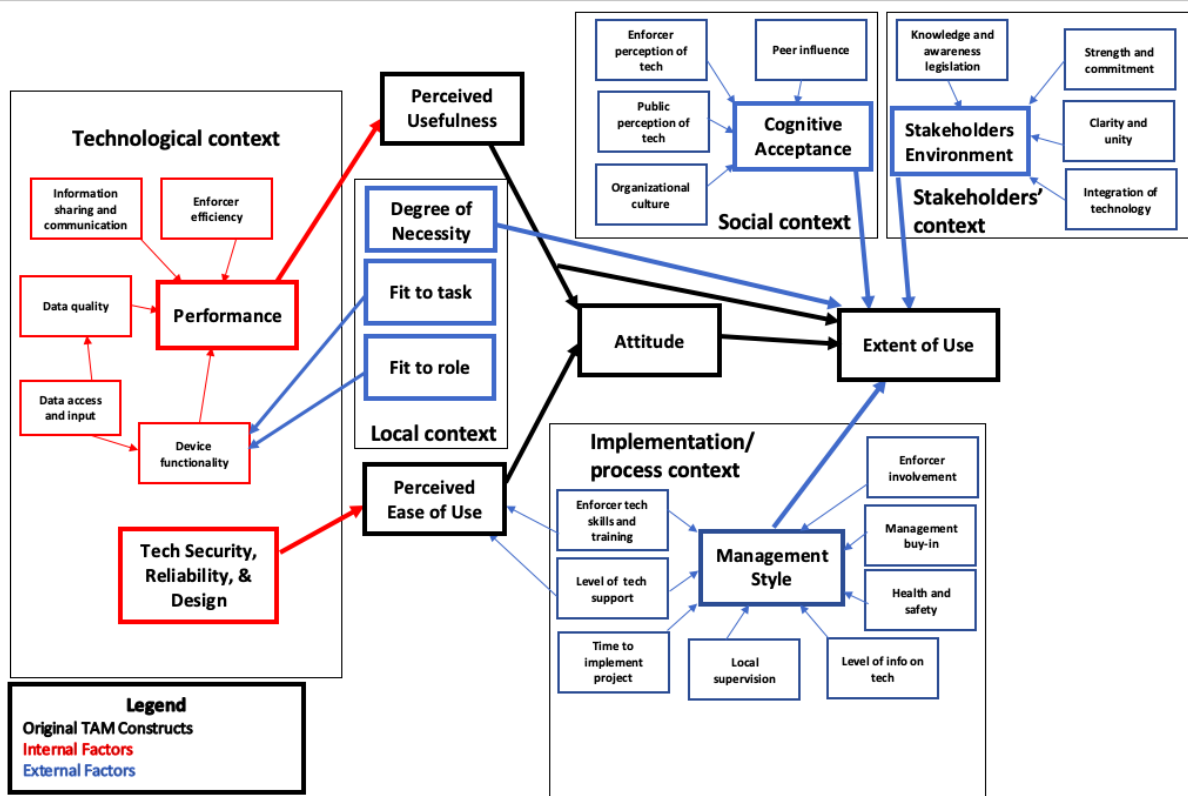 Technological context
Information
sharing and
communication
Enforcer
efficiency
Data quality
Performance
Data access
and input
Device
functionality
Tech Security,
Reliability, &
Design
Perceived
Usefulness
Degree of
Necessity
Fit to task
Fit to role
Local context
Perceived
Ease of Use
Attitude
Extent of Use
Enforcer
perception of
tech
Peer influence
Public
perception of
tech
Cognitive
Acceptance
Organizational
culture
Social context
Knowledge and
awareness
legislation
Strength and
commitment
Stakeholders
Environment
Clarity and
unity
Integration of
technology
Stakeholders’
context
Implementation/
process context
Enforcer
involvement
Enforcer tech
skills and
training
Management
buy-in
Management
Style
Level of tech
support
Health and
safety
Time to
implement
project
Local
supervision
Level of info on
tech
Legend
Original TAM Constructs
Internal Factors
External Factors